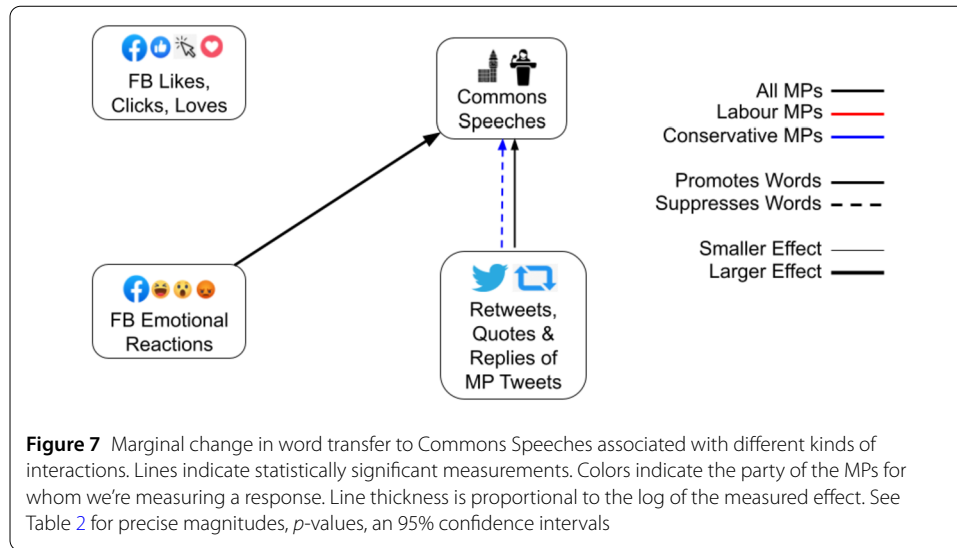 FB Likes,
Clicks, Loves
Commons
Speeches
All MPs
Labour MPs
Conservative MPs
Promotes Words
Suppresses Words
Smaller Effect
Larger Effect
FB Emotional
Reactions
Retweets,
Quotes &
Replies of
MP Tweets
Figure 7 Marginal change in word transfer to Commons Speeches associated with different kinds of
interactions. Lines indicate statistically significant measurements. Colors indicate the party of the MPs for
whom we're measuring a response. Line thickness is proportional to the log of the measured effect. See
Table 2 for precise magnitudes, p-values, an 95% confidence intervals